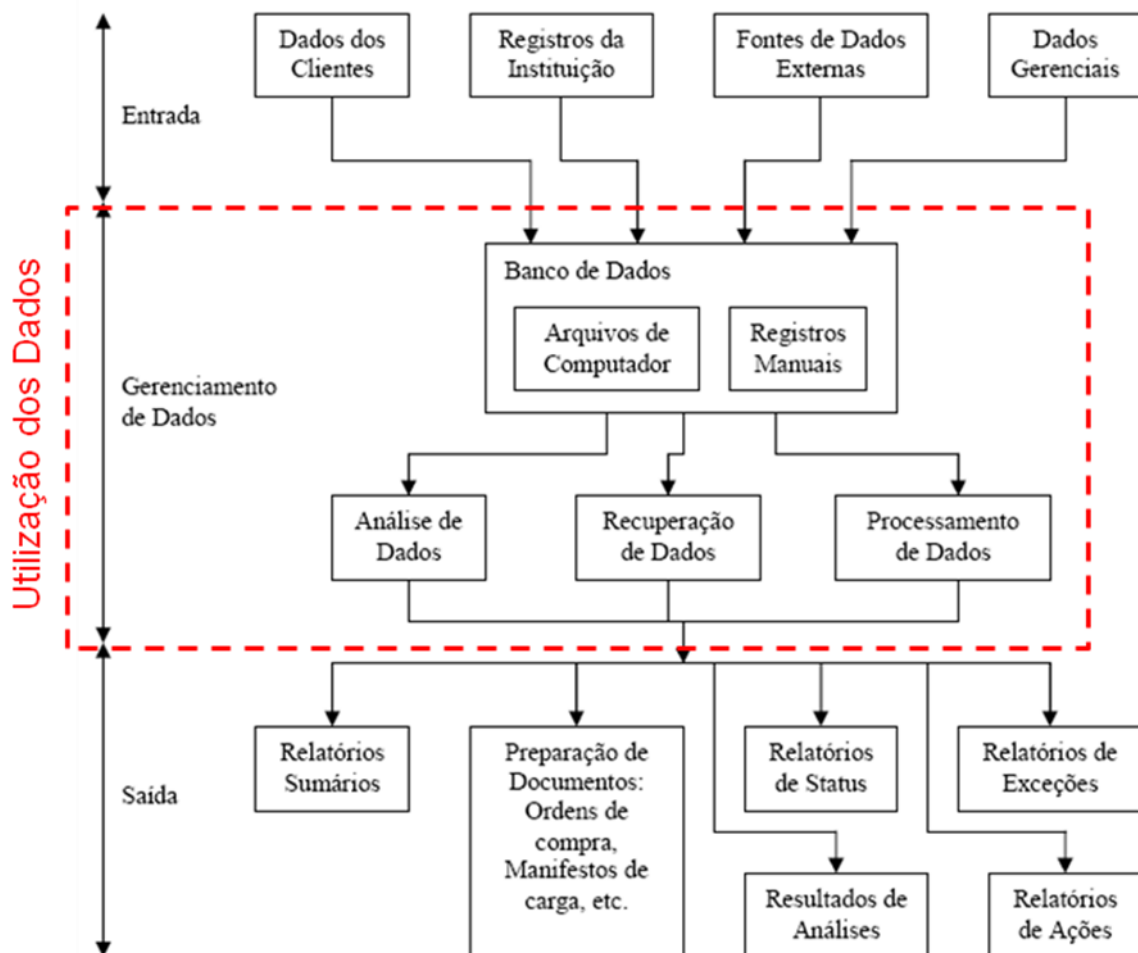 Dados dos
Clientes
Registros da
Instituição
Fontes de Dados
Externas
Dados
Gerenciais
Entrada
Utilização dos Dados
Gerenciamento
de Dados
Banco de Dados
Arquivos de
Computador
Registros
Manuais
Análise de
Dados
Recuperação
de Dados
Processamento
de Dados
Saída
Relatórios
Sumários
Preparação de
Documentos:
Ordens de
compra,
Manifestos de
carga, etc.
Relatórios
de Status
Relatórios de
Exceções
Resultados de
Análises
Relatórios
de Ações